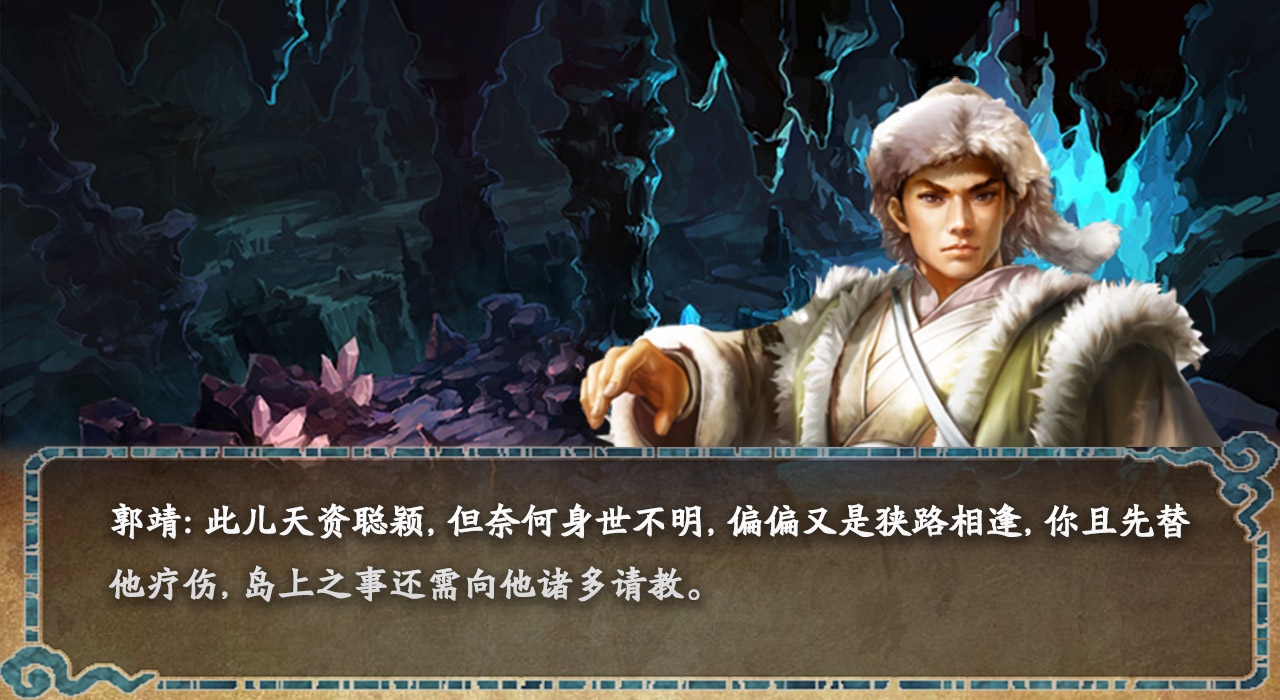 郭靖：此儿天资聪颖，但奈何身世不明，偏偏又是狭路相逢，你且先替
他疗伤，岛上之事还需向他诸多请教。